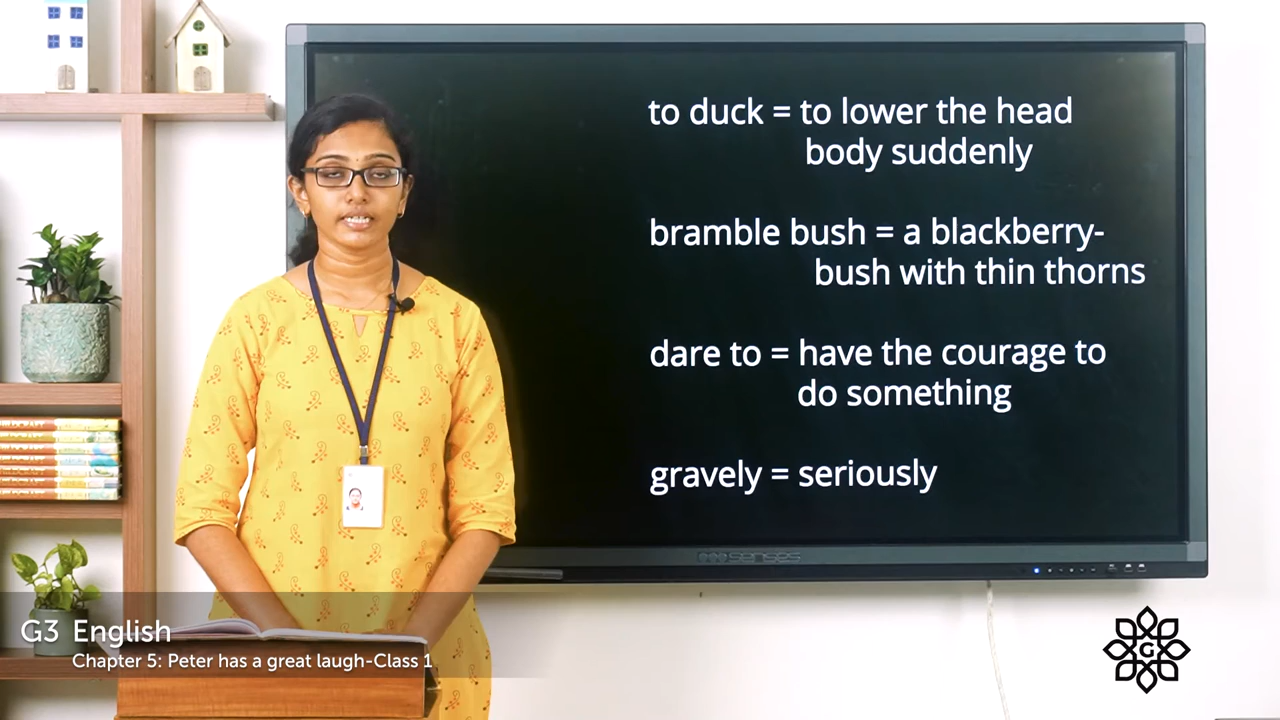 to duck = to lower the head
body suddenly
bramble bush = a blackberry-
bush with thin thorns
dare to = have the courage to
do something
gravely = seriously
G3 English
Chapter 5: Peter has a great laugh-Class 1
G